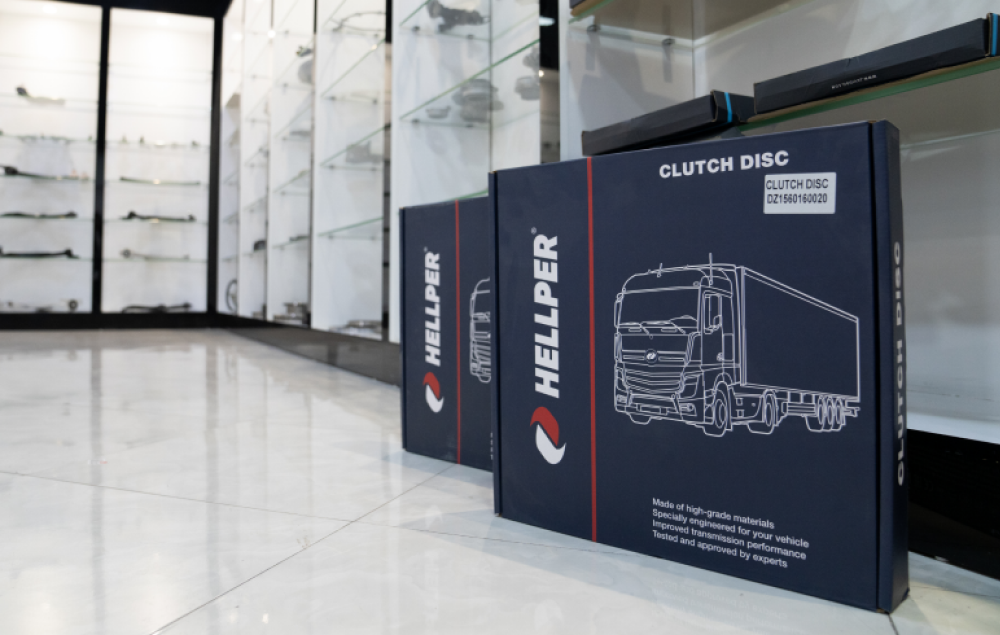 CLUTCH DISC
CLUTCH DISC
DZ1560160020
HELLPER
HELLPER
CLUTCH DISC
Made of high-grade materials
Specially engineered for your vehicle
Improved transmission performance
Tested and approved by experts